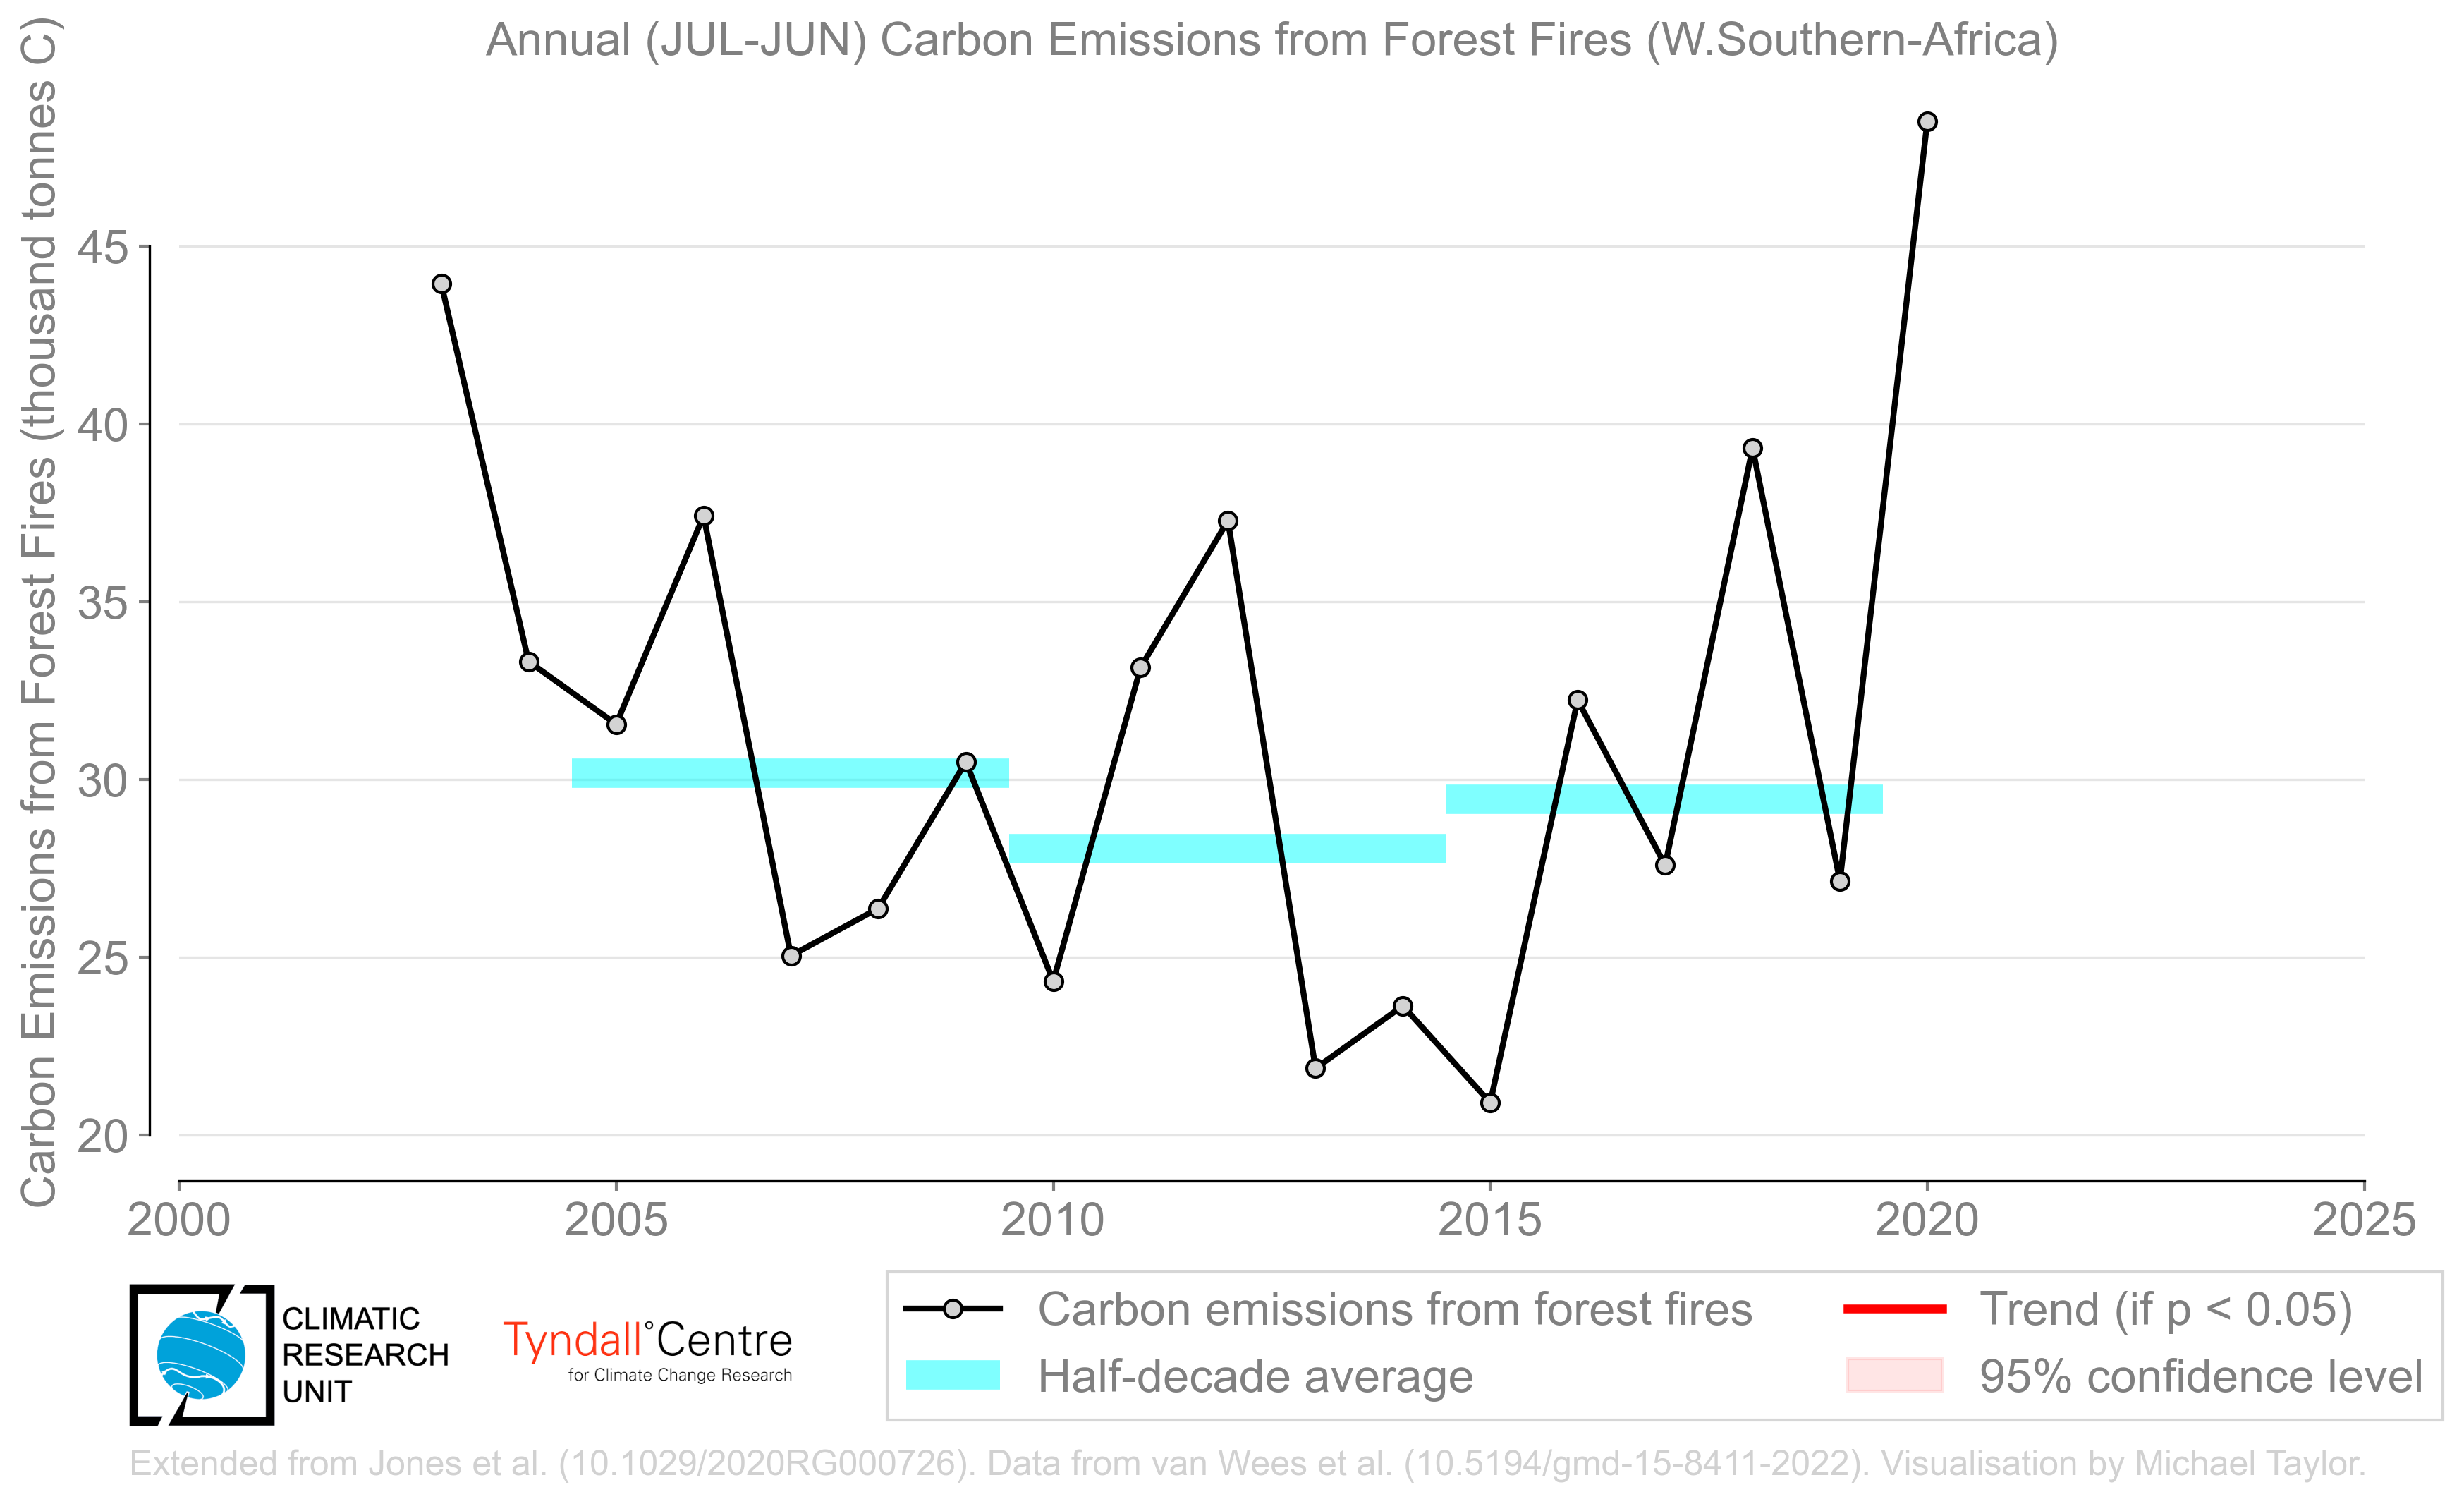 Annual (JUL-JUN) Carbon Emissions from Forest Fires (W.Southern-Africa)
Carbon Emissions from Forest Fires (thousand tonnes C)
45
40
35
30
25
20
2000 2005 2010 2015 2020 2025
Carbon emissions from forest fires
Half-decade average
Trend (if p < 0.05)
95% confidence level
CLIMATIC
RESEARCH
UNIT
Tyndall°Centre
for Climate Change Research
Extended from Jones et al. (10.1029/2020RG000726). Data from van Wees et al. (10.5194/gmd-15-8411-2022). Visualisation by Michael Taylor.